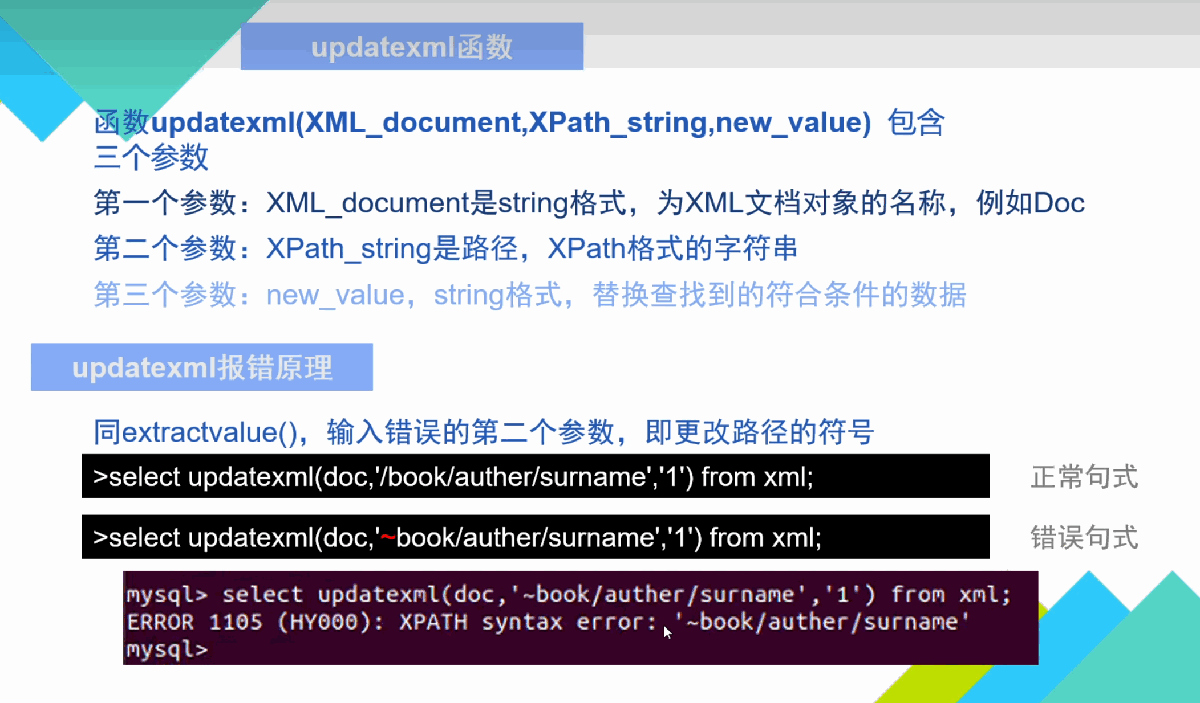 updatexml函数
函数updatexml(XML_document,XPath_string,new_value) 包含
三个参数
第一个参数：XML_document是string格式，为XML文档对象的名称，例如Doc
第二个参数：XPath_string是路径，XPath格式的字符串
第三个参数：new_value，string格式，替换查找到的符合条件的数据
updatexml报错原理
同extractvalue()，输入错误的第二个参数，即更改路径的符号
>select updatexml(doc,'/book/auther/surname','1') from xml; 正常句式
>select updatexml(doc,'~book/auther/surname','1') from xml; 错误句式
mysql> select updatexml(doc,'~book/auther/surname','1') from xml;
ERROR 1105 (HY000): XPATH syntax error: '~book/auther/surname'
mysql>